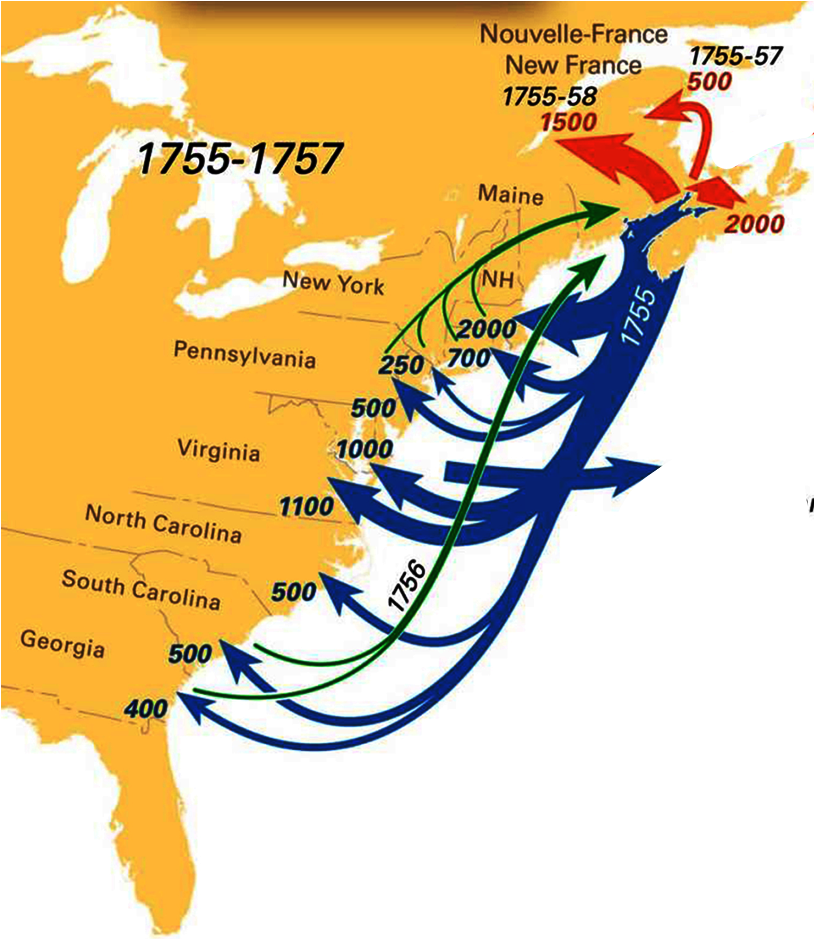 Nouvelle-France
New France
1755-57
500
1755-58
1500
1755-1757
Maine
2000
New York
NH
1755
2000
Pennsylvania
250
700
500
Virginia
1000
1100
North Carolina
1756
South Carolina
500
Georgia
500
400